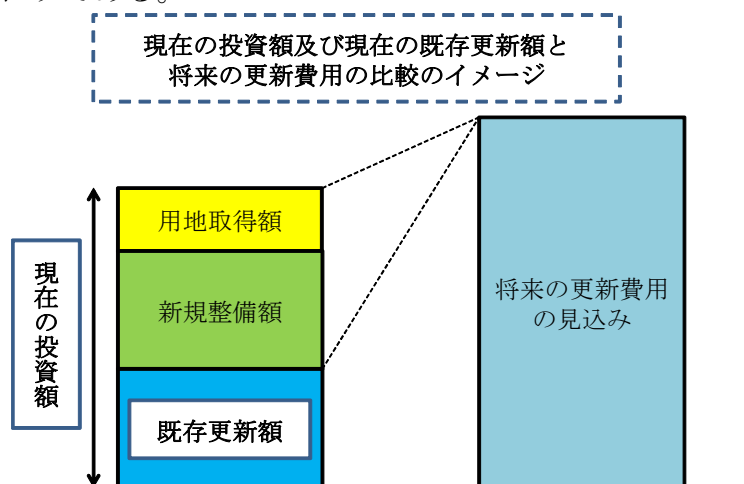 現在の投資額及び現在の既存更新額と
将来の更新費用の比較のイメージ
用地取得額
新規整備額
既存更新額
現在の投資額
将来の更新費用
の見込み